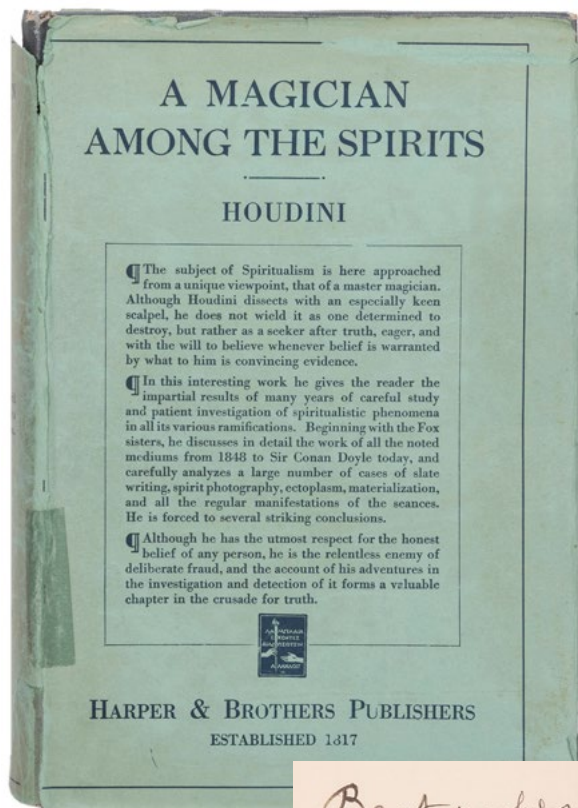 A MAGICIAN
AMONG THE SPIRITS
HOUDINI
¶ The subject of Spiritualism is here approached
from a unique viewpoint, that of a master magician.
Although Houdini dissects with an especially keen
scalpel, he does not wield it as one determined to
destroy, but rather as a seeker after truth, eager, and
with the will to believe whenever belief is warranted
by what to him is convincing evidence.
¶ In this interesting work he gives the reader the
impartial results of many years of careful study
and patient investigation of spiritualistic phenomena
in all its various ramifications. Beginning with the Fox
sisters, he discusses in detail the work of all the noted
mediums from 1848 to Sir Conan Doyle today, and
carefully analyzes a large number of cases of slate
writing, spirit photography, ectoplasm, materialization,
and all the regular manifestations of the seances.
He is forced to several striking conclusions.
¶ Although he has the utmost respect for the honest
belief of any person, he is the relentless enemy of
deliberate fraud, and the account of his adventures in
the investigation and detection of it forms a valuable
chapter in the crusade for truth.
HARPER & BROTHERS PUBLISHERS
ESTABLISHED 1817